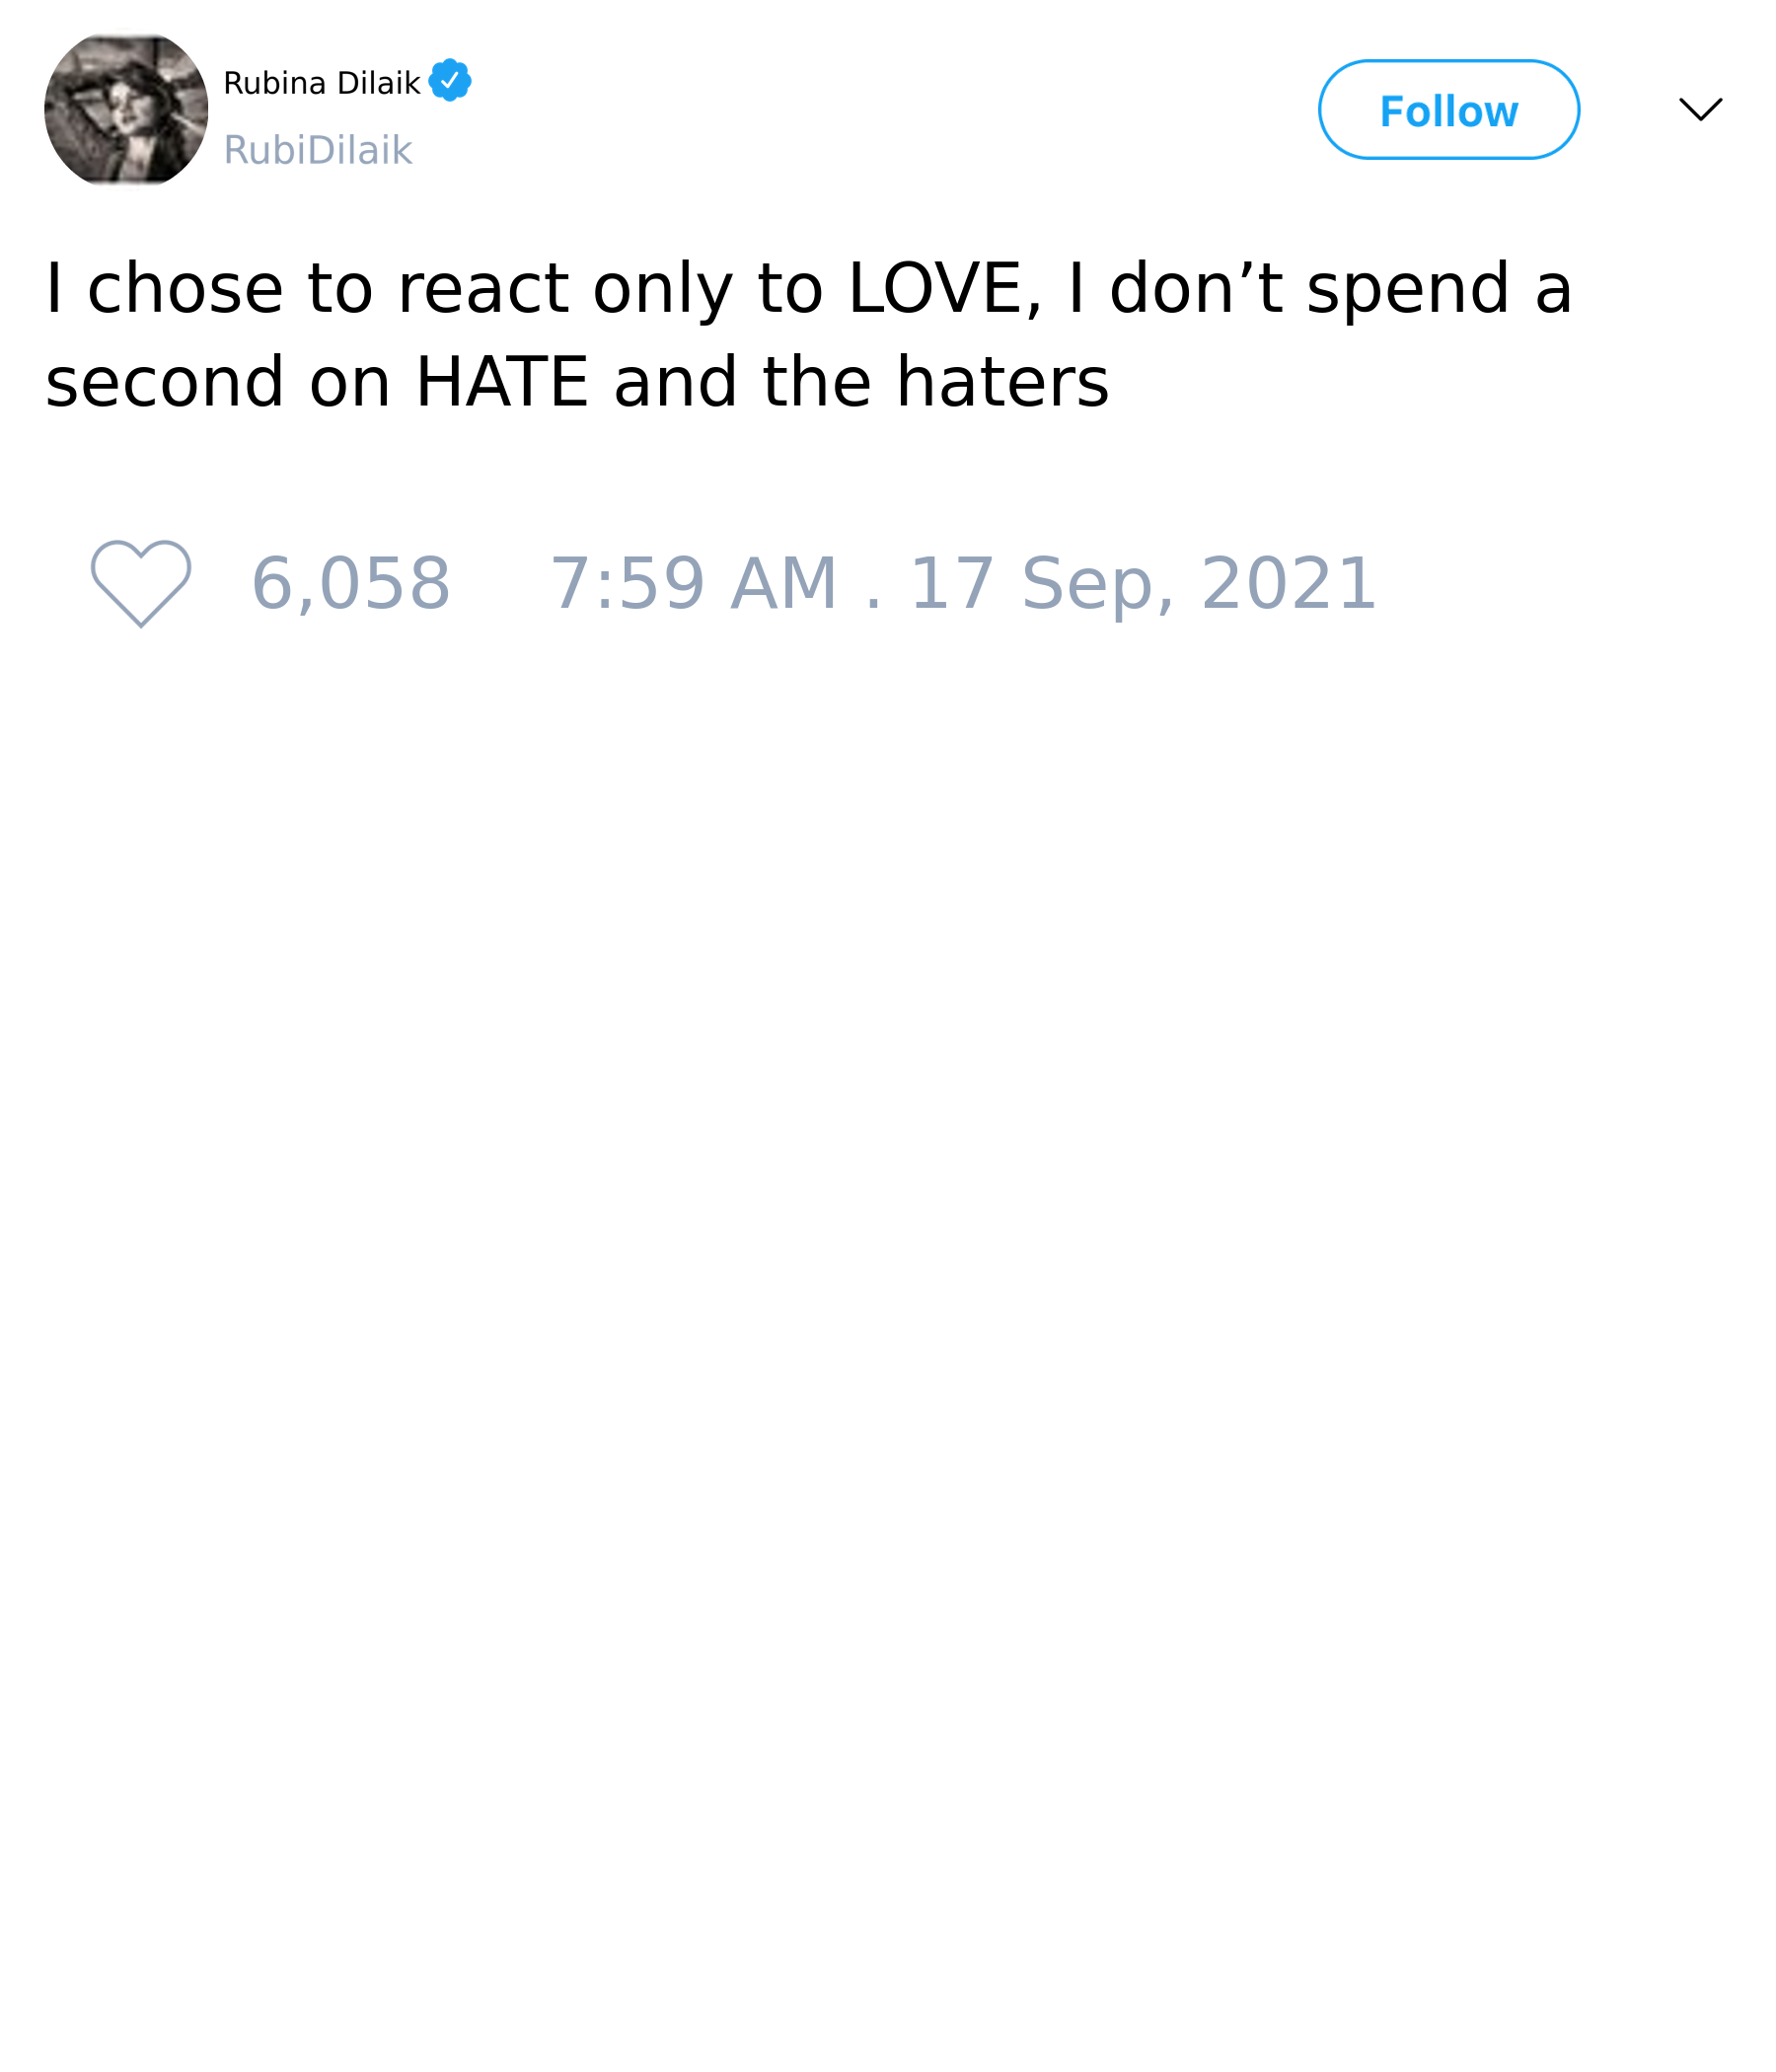 Rubina Dilaik
RubiDilaik
Follow
I chose to react only to LOVE, I don’t spend a
second on HATE and the haters
6,058 7:59 AM . 17 Sep, 2021